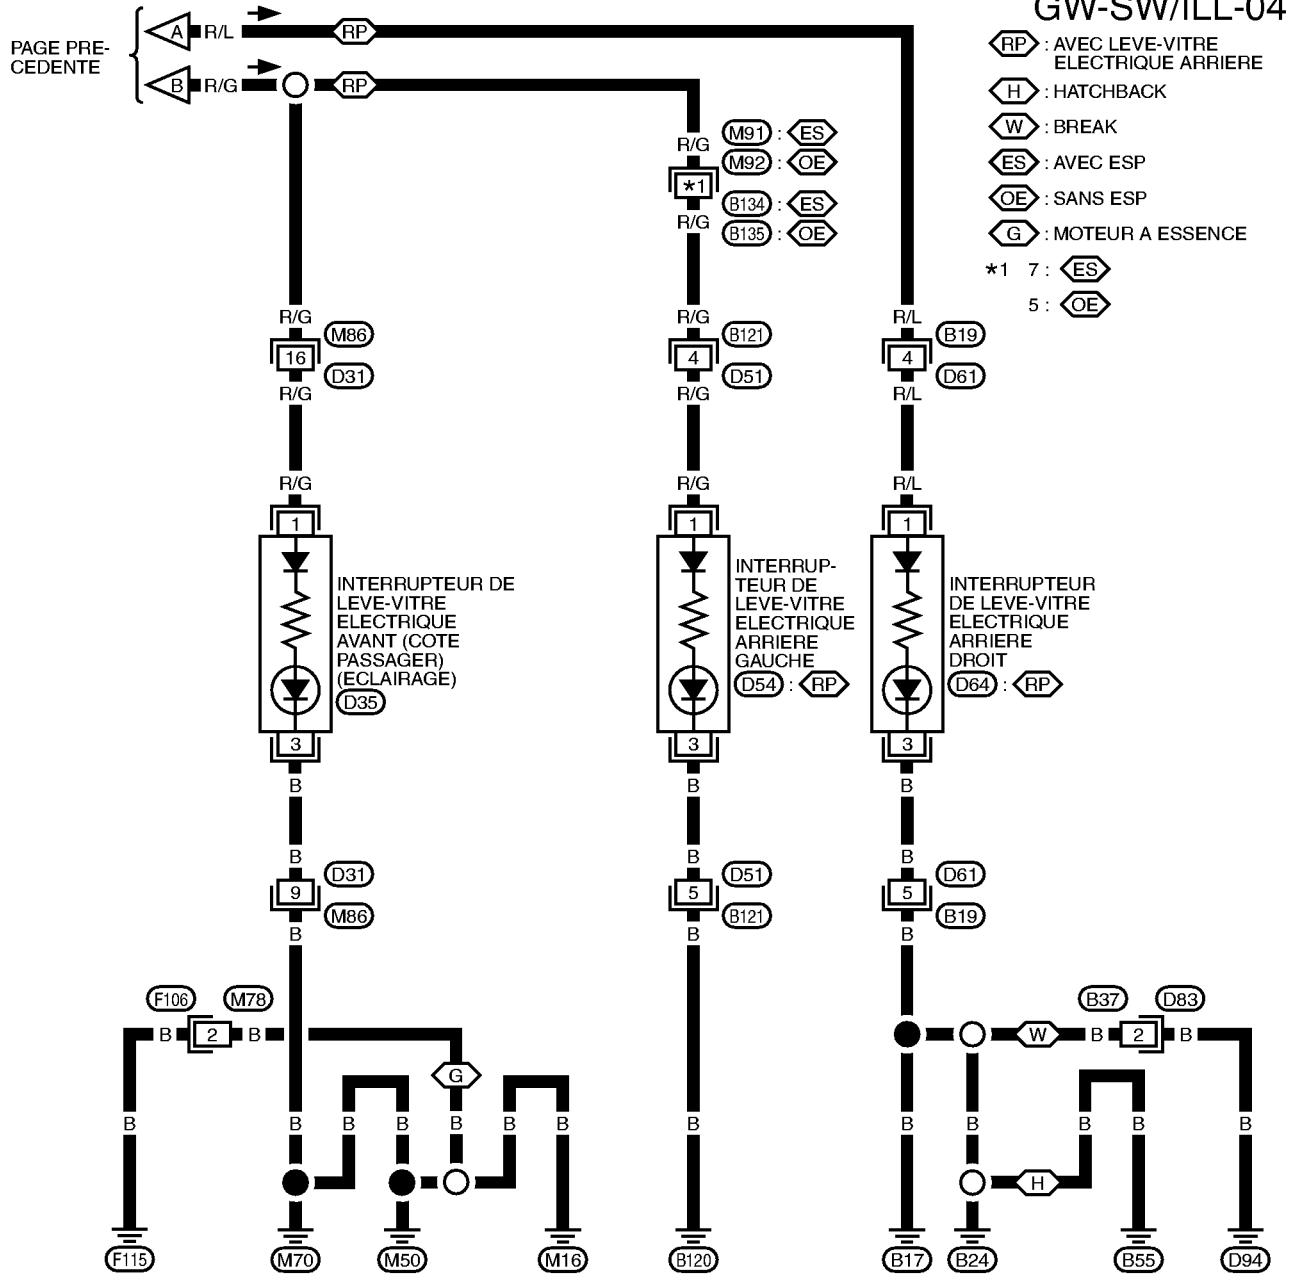 GW-SW/ILL-04
PAGE PRE-
CEDENTE
A R/L RP
B R/G RP
RP : AVEC LEVE-VITRE
ELECTRIQUE ARRIERE
H : HATCHBACK
W : BREAK
ES : AVEC ESP
OE : SANS ESP
G : MOTEUR A ESSENCE
*1 7 : ES
5 : OE
R/G M91 : ES
M92 : OE
*1
B134 : ES
R/G B135 : OE
R/G M86
16
D31
R/G
R/G B121
4
D51
R/G
R/L B19
4
D61
R/L
R/G
1
INTERRUPTEUR DE
LEVE-VITRE
ELECTRIQUE
AVANT (COTE
PASSAGER)
(ECLAIRAGE)
D35
3
B
R/G
1
INTERRUP-
TEUR DE
LEVE-VITRE
ELECTRIQUE
ARRIERE
GAUCHE
D54 : RP
3
B
R/L
1
INTERRUPTEUR
DE LEVE-VITRE
ELECTRIQUE
ARRIERE
DROIT
D64 : RP
3
B
B D31
9
M86
B
B D51
5
B121
B
B D61
5
B19
B
F106 M78
B 2 B
G
B37 D83
W B 2 B
B B B B B B B B B B B B
H
F115 M70 M50 M16 B120 B17 B24 B55 D94